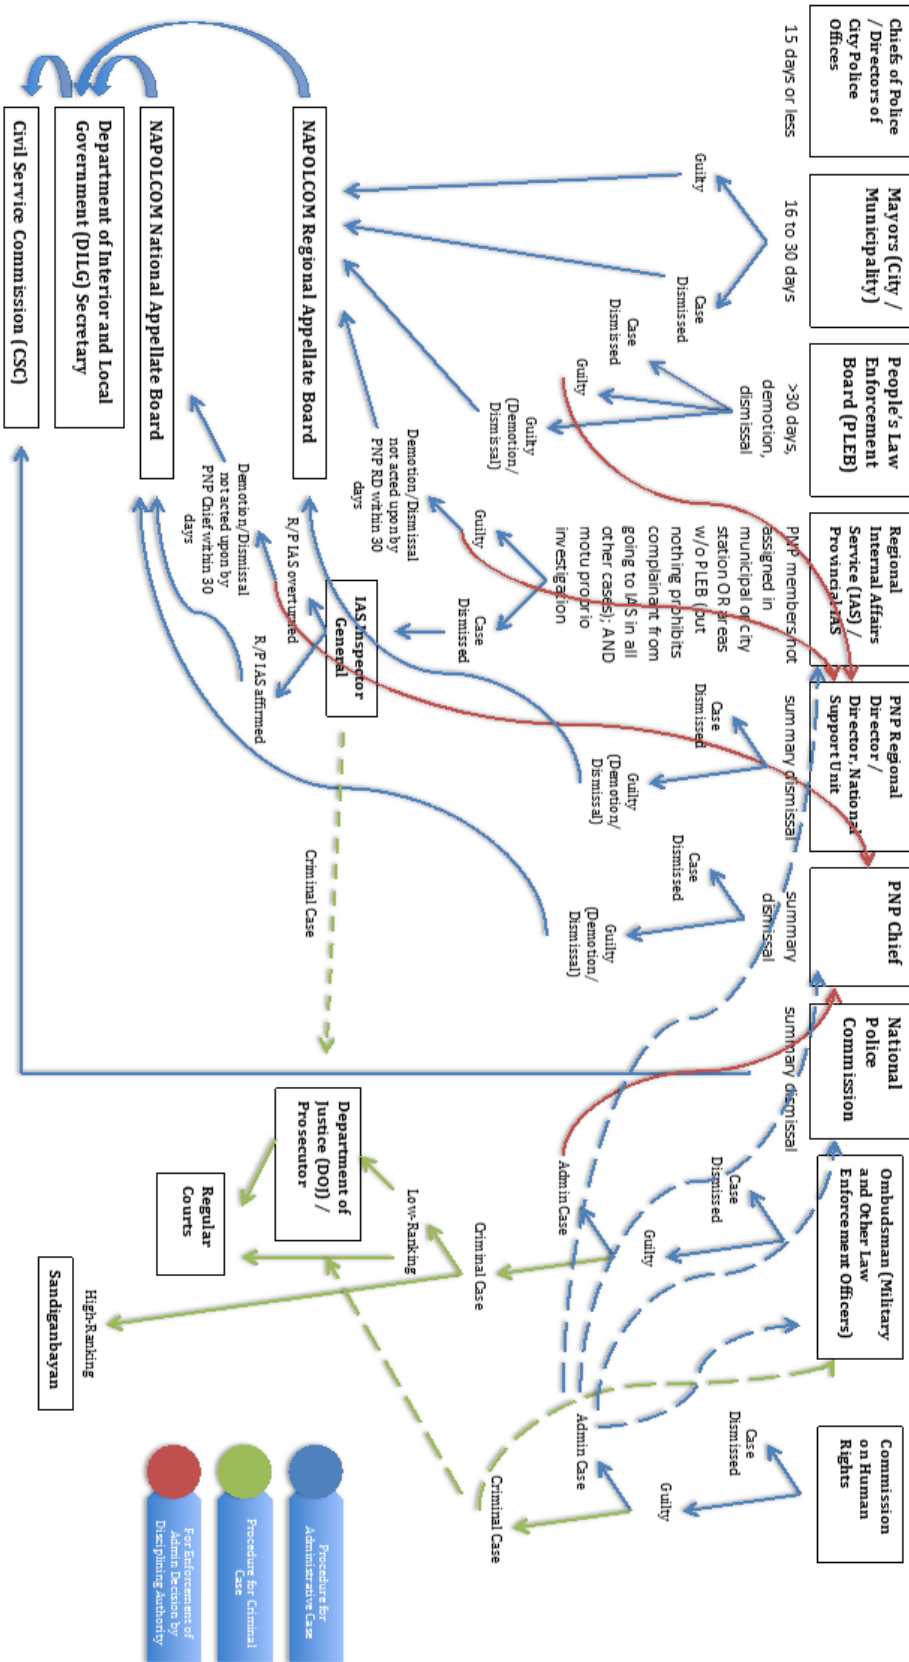 Chiefs of Police
/ Directors of
City Police
Offices
15 days or less
Mayors (City /
Municipality)
16 to 30 days
Guilty
Case
Dismissed
People's Law
Enforcement
Board (PLEB)
>30 days,
demotion,
dismissal
Case
Dismissed
Guilty
Guilty
(Demotion/
Dismissal)
Regional
Internal Affairs
Service (IAS) /
Provincial IAS
PNP members not
assigned in
municipal or city
station OR areas
w/o PLEB (but
nothing prohibits
complainant from
going to IAS in all
other cases); AND
motu proprio
investigation
Guilty
Case
Dismissed
Demotion/Dismissal
not acted upon by
PNP RD within 30
days
PNP Regional
Director /
Director, National
Support Unit
summary dismissal
Case
Dismissed
Guilty
(Demotion/
Dismissal)
PNP Chief
summary
dismissal
Case
Dismissed
Guilty
(Demotion/
Dismissal)
National
Police
Commission
summary dismissal
Ombudsman (Military
and Other Law
Enforcement Officers)
Case
Dismissed
Guilty
Admin Case
Criminal Case
Low-Ranking
High-Ranking
Commission
on Human
Rights
Case
Dismissed
Guilty
Admin Case
Criminal Case
IAS Inspector
General
R/P IAS overturned
R/P IAS affirmed
Demotion/Dismissal
not acted upon by
PNP Chief within 30
days
Criminal Case
NAPOLCOM Regional Appellate Board
NAPOLCOM National Appellate Board
Department of Interior and Local
Government (DILG) Secretary
Civil Service Commission (CSC)
Department of
Justice (DOJ) /
Prosecutor
Regular
Courts
Sandiganbayan
Procedure for
Administrative Case
Procedure for Criminal
Case
For Enforcement of
Admin Decision by
Disciplining Authority